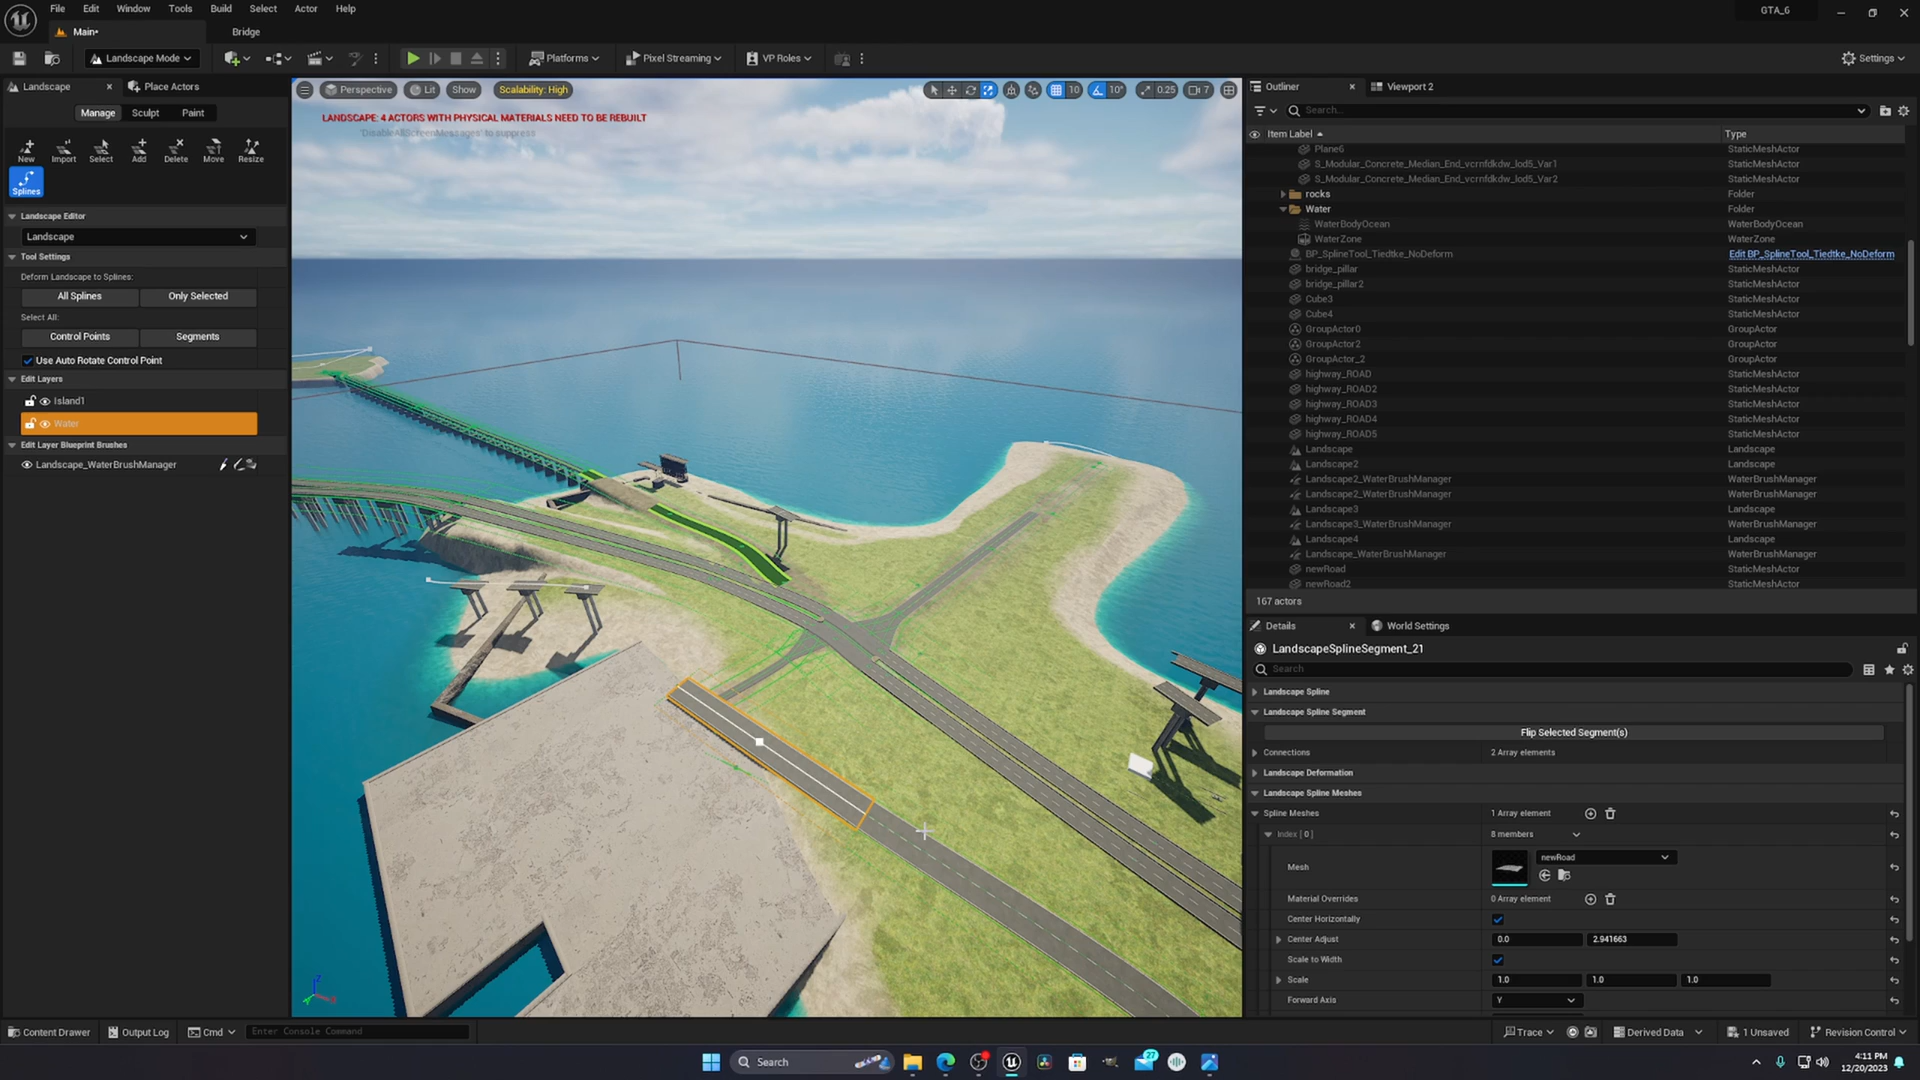 File Edit Window Tools Build Select Actor Help
GTA_6
Main•
Bridge
Landscape Mode
Platforms
Pixel Streaming
VP Roles
Settings
Landscape
Place Actors
Manage Sculpt Paint
New Import Select Add Delete Move Resize
Splines
Landscape Editor
Landscape
Tool Settings
Deform Landscape to Splines:
All Splines Only Selected
Select All:
Control Points Segments
Use Auto Rotate Control Point
Edit Layers
Island1
Water
Edit Layer Blueprint Brushes
Landscape_WaterBrushManager
Perspective Lit Show Scalability: High
10 10° 0.25 7
LANDSCAPE: 4 ACTORS WITH PHYSICAL MATERIALS NEED TO BE REBUILT
'DisableAllScreenMessages' to suppress
Outliner
Viewport 2
Search...
Item Label Type
Plane6 StaticMeshActor
S_Modular_Concrete_Median_End_vcrnfdkdw_lod5_Var1 StaticMeshActor
S_Modular_Concrete_Median_End_vcrnfdkdw_lod5_Var2 StaticMeshActor
rocks Folder
Water Folder
WaterBodyOcean WaterBodyOcean
WaterZone WaterZone
BP_SplineTool_Tiedtke_NoDeform Edit BP_SplineTool_Tiedtke_NoDeform
bridge_pillar StaticMeshActor
bridge_pillar2 StaticMeshActor
Cube3 StaticMeshActor
Cube4 StaticMeshActor
GroupActor0 GroupActor
GroupActor2 GroupActor
GroupActor_2 GroupActor
highway_ROAD StaticMeshActor
highway_ROAD2 StaticMeshActor
highway_ROAD3 StaticMeshActor
highway_ROAD4 StaticMeshActor
highway_ROAD5 StaticMeshActor
Landscape Landscape
Landscape2 Landscape
Landscape2_WaterBrushManager WaterBrushManager
Landscape2_WaterBrushManager WaterBrushManager
Landscape3 Landscape
Landscape3_WaterBrushManager WaterBrushManager
Landscape4 Landscape
Landscape_WaterBrushManager WaterBrushManager
newRoad StaticMeshActor
newRoad2 StaticMeshActor
167 actors
Details
World Settings
LandscapeSplineSegment_21
Search
Landscape Spline
Landscape Spline Segment
Flip Selected Segment(s)
Connections 2 Array elements
Landscape Deformation
Landscape Spline Meshes
Spline Meshes 1 Array element
Index [ 0 ] 8 members
Mesh newRoad
Material Overrides 0 Array element
Center Horizontally
Center Adjust 0.0 2.941663
Scale to Width
Scale 1.0 1.0 1.0
Forward Axis Y
Content Drawer Output Log Cmd Enter Console Command
Trace Derived Data 1 Unsaved Revision Control
Search
27
4:11 PM
12/20/2023